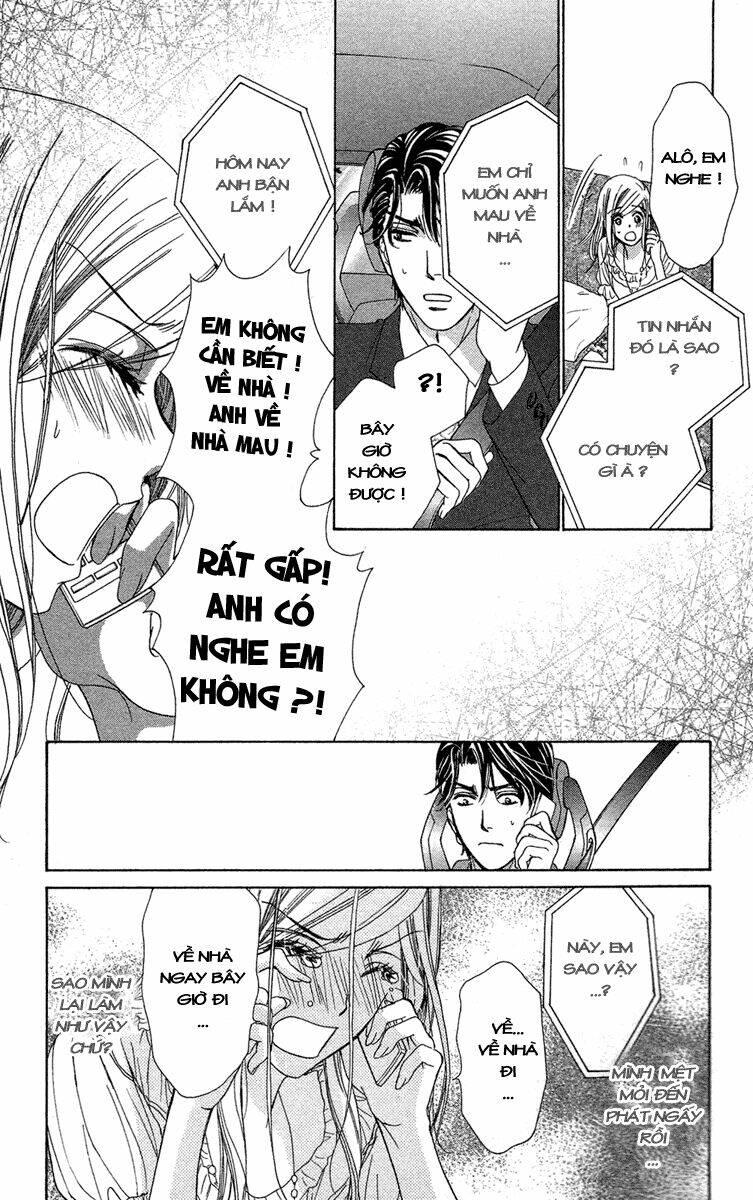 ALÔ, EM
NGHE !
TIN NHẮN
ĐÓ LÀ SAO
?
CÓ CHUYỆN
GÌ À ?
EM CHỈ
MUỐN ANH
MAU VỀ
NHÀ
...
?!
BÂY
GIỜ
KHÔNG
ĐƯỢC !
HÔM NAY
ANH BẬN
LẮM !
EM KHÔNG
CẦN BIẾT!
VỀ NHÀ !
ANH VỀ
NHÀ MAU !
RẤT GẤP!
ANH CÓ
NGHE EM
KHÔNG ?!
NÀY, EM
SAO VẬY
...?
MÌNH MỆT
MỎI ĐẾN
PHÁT NGẤY
RỒI
...
VỀ...
VỀ NHÀ ĐI
...
VỀ NHÀ
NGAY BÂY
GIỜ ĐI
...
SAO MÌNH
LẠI LÀM
NHƯ VẬY
CHỨ?